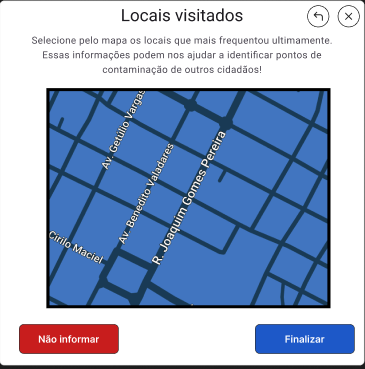 Locais visitados
Selecione pelo mapa os locais que mais frequentou ultimamente.
Essas informações podem nos ajudar a identificar pontos de
contaminação de outros cidadãos!
Av. Getulio Vargas
Av. Benedito Valadares
R. Joaquim Gomes Pereira
Cirilo Maciel
Não informar
Finalizar